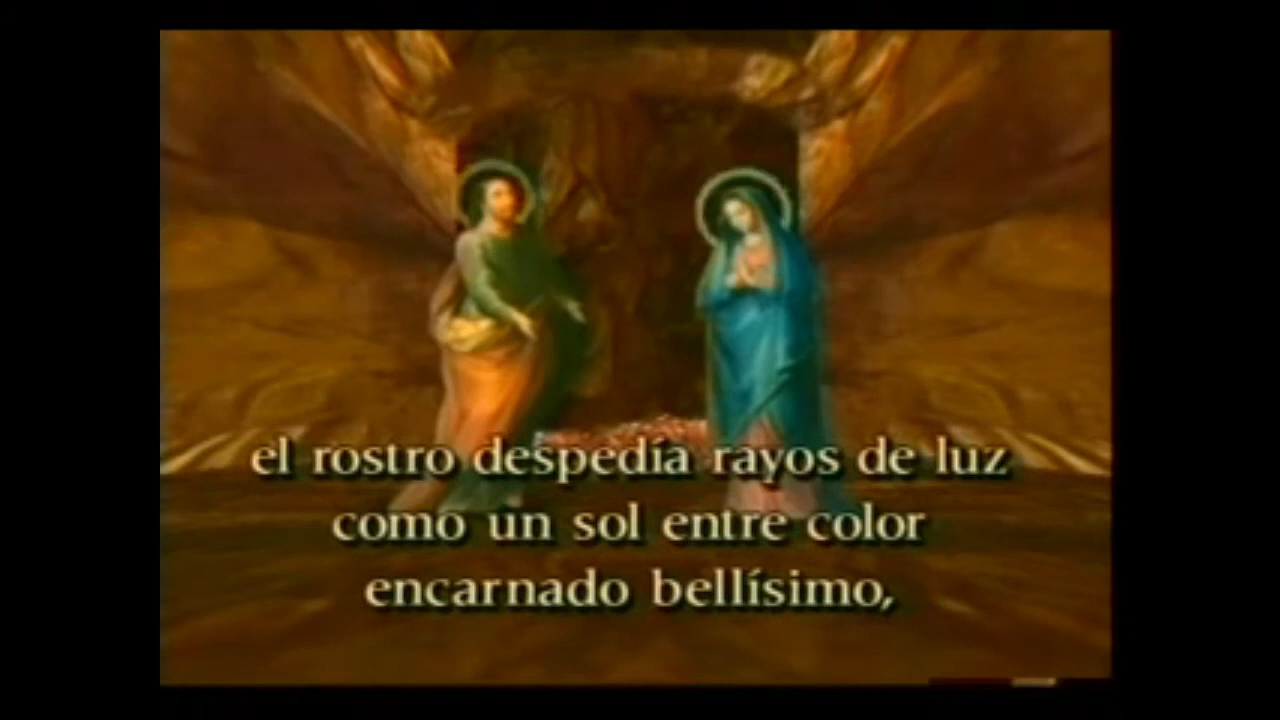 el rostro despedía rayos de luz
como un sol entre color
encarnado bellísimo,